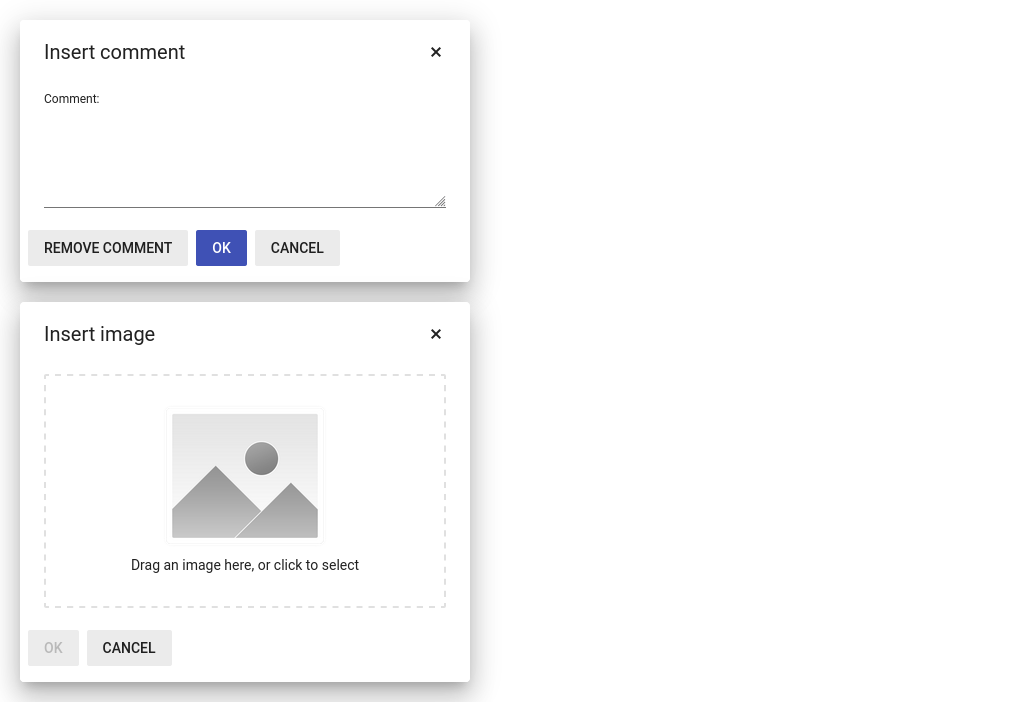 Insert comment
Comment:
REMOVE COMMENT OK CANCEL
Insert image
Drag an image here, or click to select
OK CANCEL